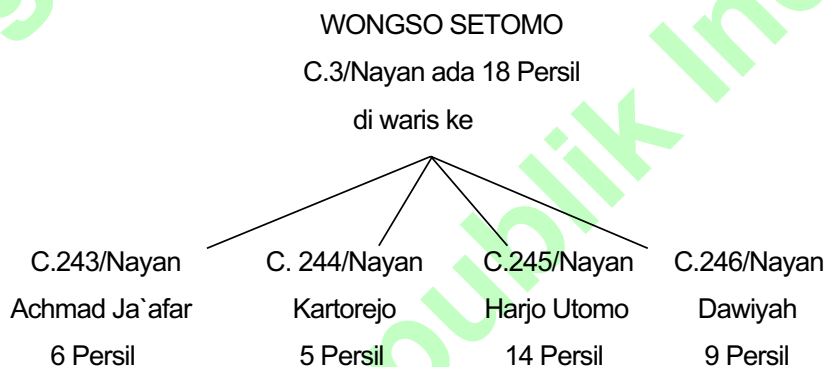 WONGSO SETOMO
C.3/Nayan ada 18 Persil
di waris ke
C.243/Nayan C. 244/Nayan C.245/Nayan C.246/Nayan
Achmad Ja`afar Kartorejo Harjo Utomo Dawiyah
6 Persil 5 Persil 14 Persil 9 Persil